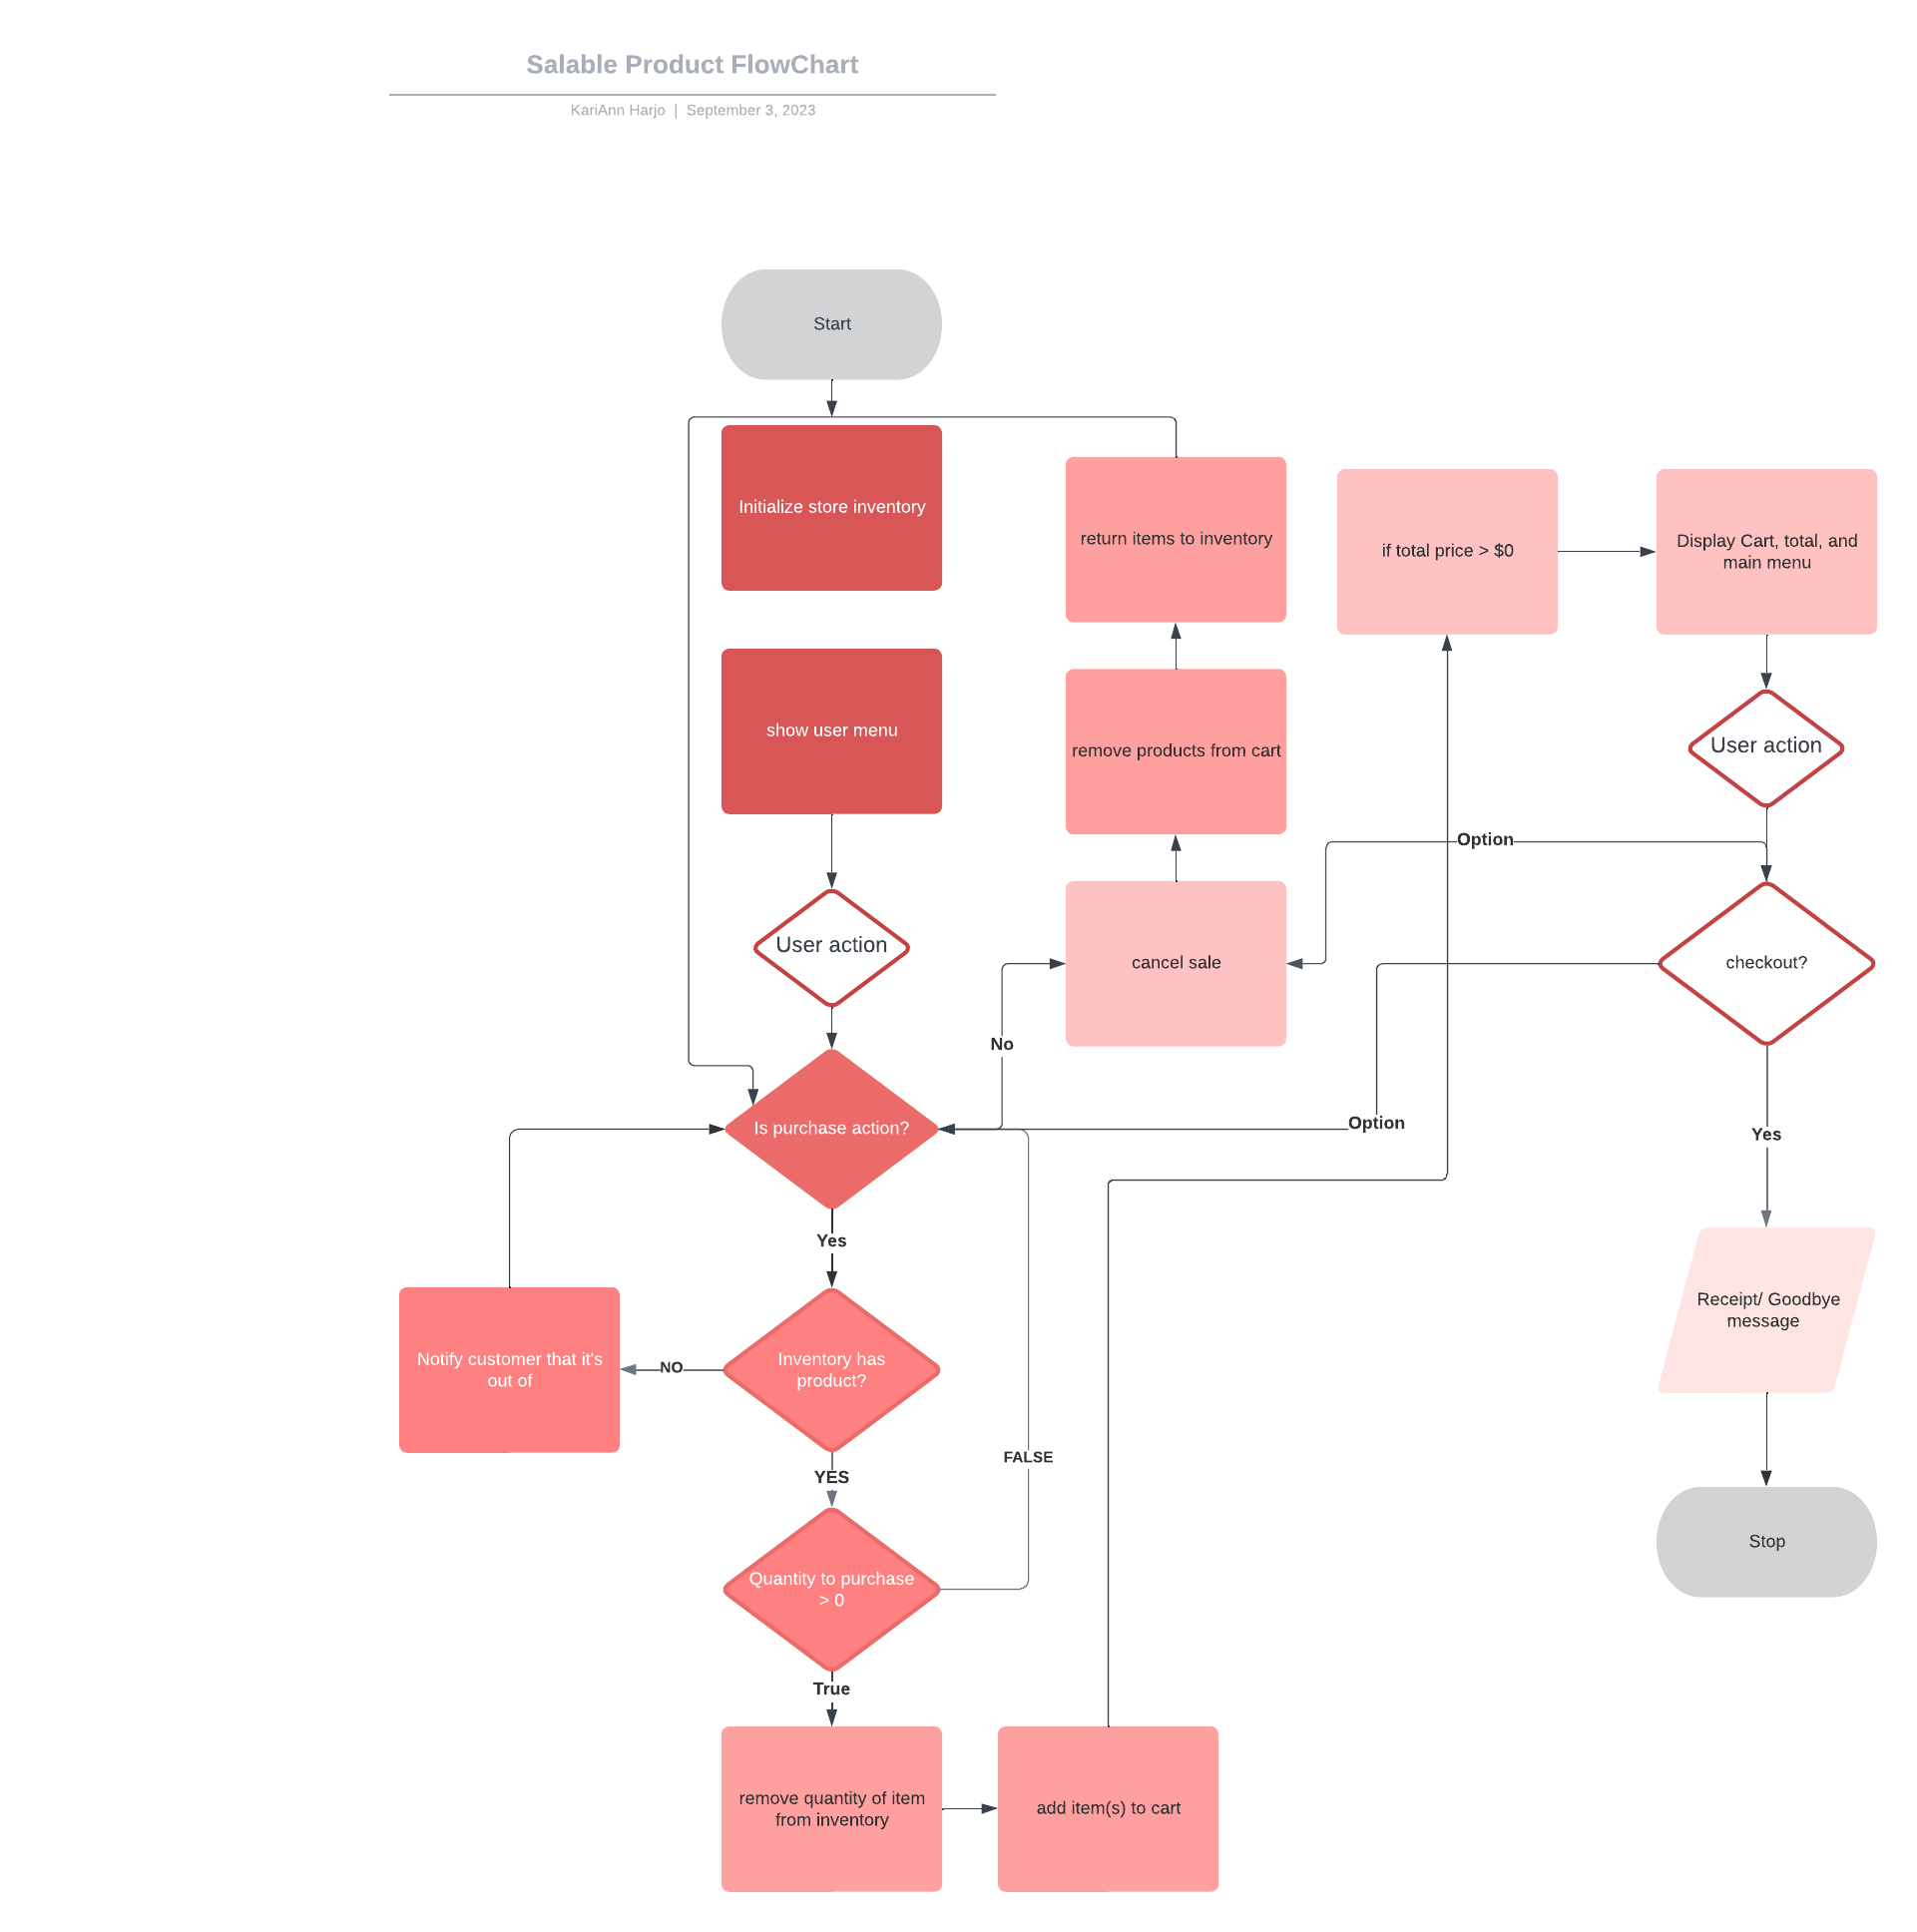 Salable Product FlowChart
KariAnn Harjo | September 3, 2023
Start
Initialize store inventory
return items to inventory
if total price > $0
Display Cart, total, and
main menu
show user menu
remove products from cart
User action
Option
User action
cancel sale
checkout?
No
Is purchase action?
Option
Yes
Yes
Receipt/ Goodbye
message
Notify customer that it's
out of
NO
Inventory has
product?
FALSE
YES
Stop
Quantity to purchase
> 0
True
remove quantity of item
from inventory
add item(s) to cart